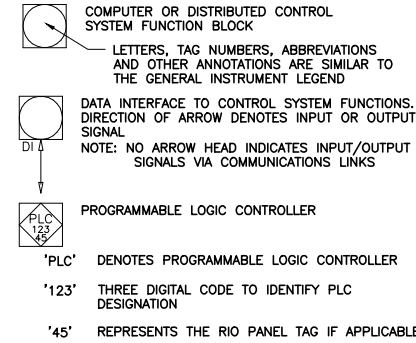 COMPUTER OR DISTRIBUTED CONTROL
SYSTEM FUNCTION BLOCK
LETTERS, TAG NUMBERS, ABBREVIATIONS
AND OTHER ANNOTATIONS ARE SIMILAR TO
THE GENERAL INSTRUMENT LEGEND
DATA INTERFACE TO CONTROL SYSTEM FUNCTIONS.
DIRECTION OF ARROW DENOTES INPUT OR OUTPUT
SIGNAL
DI
NOTE: NO ARROW HEAD INDICATES INPUT/OUTPUT
SIGNALS VIA COMMUNICATIONS LINKS
PLC
123
45
PROGRAMMABLE LOGIC CONTROLLER
'PLC' DENOTES PROGRAMMABLE LOGIC CONTROLLER
'123' THREE DIGITAL CODE TO IDENTIFY PLC
DESIGNATION
'45' REPRESENTS THE RIO PANEL TAG IF APPLICABLE